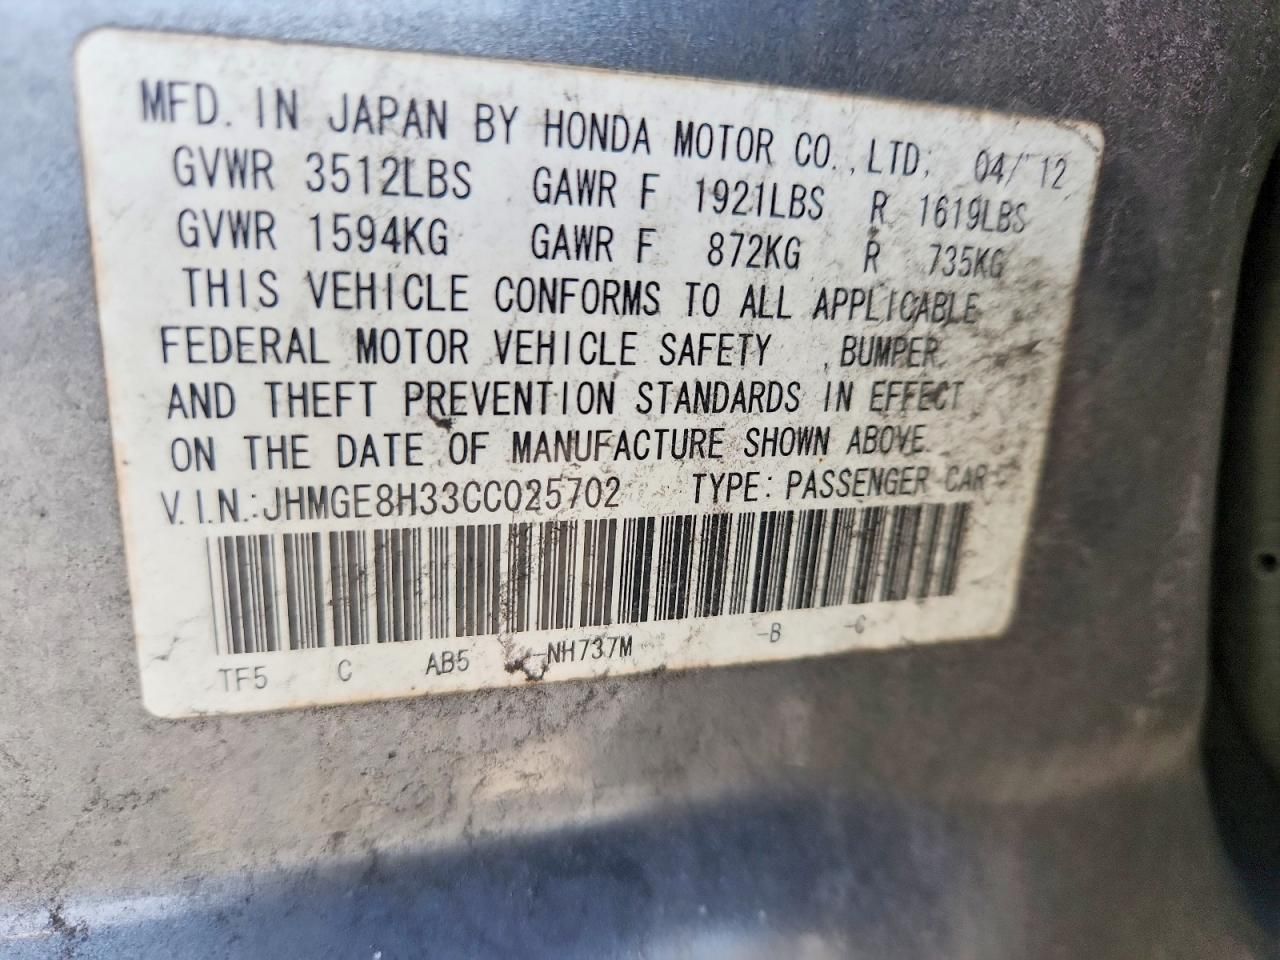 MFD. IN JAPAN BY HONDA MOTOR CO.,LTD. 04/'12
GVWR 3512LBS GAWR F 1921LBS R 1619LBS
GVWR 1594KG GAWR F 872KG R 735KG
THIS VEHICLE CONFORMS TO ALL APPLICABLE
FEDERAL MOTOR VEHICLE SAFETY , BUMPER,
AND THEFT PREVENTION STANDARDS IN EFFECT
ON THE DATE OF MANUFACTURE SHOWN ABOVE.
V.I.N.:JHMGE8H33CC025702 TYPE:PASSENGER CAR
TF5 C AB5 -NH737M -B -C